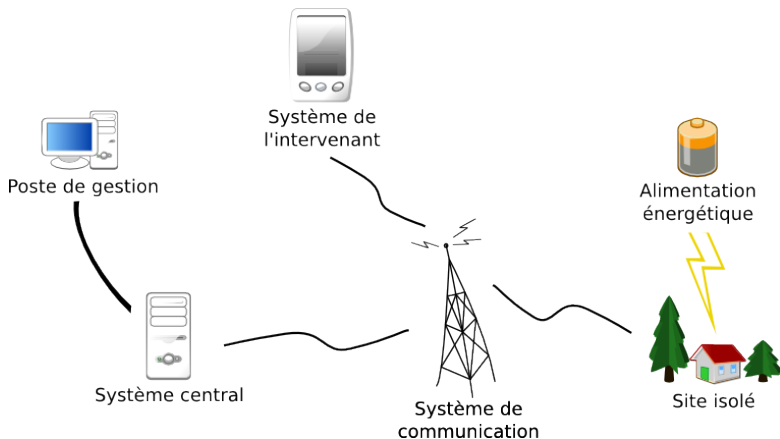 Système de
l'intervenant
Poste de gestion
Alimentation
énergétique
Système central
Site isolé
Système de
communication